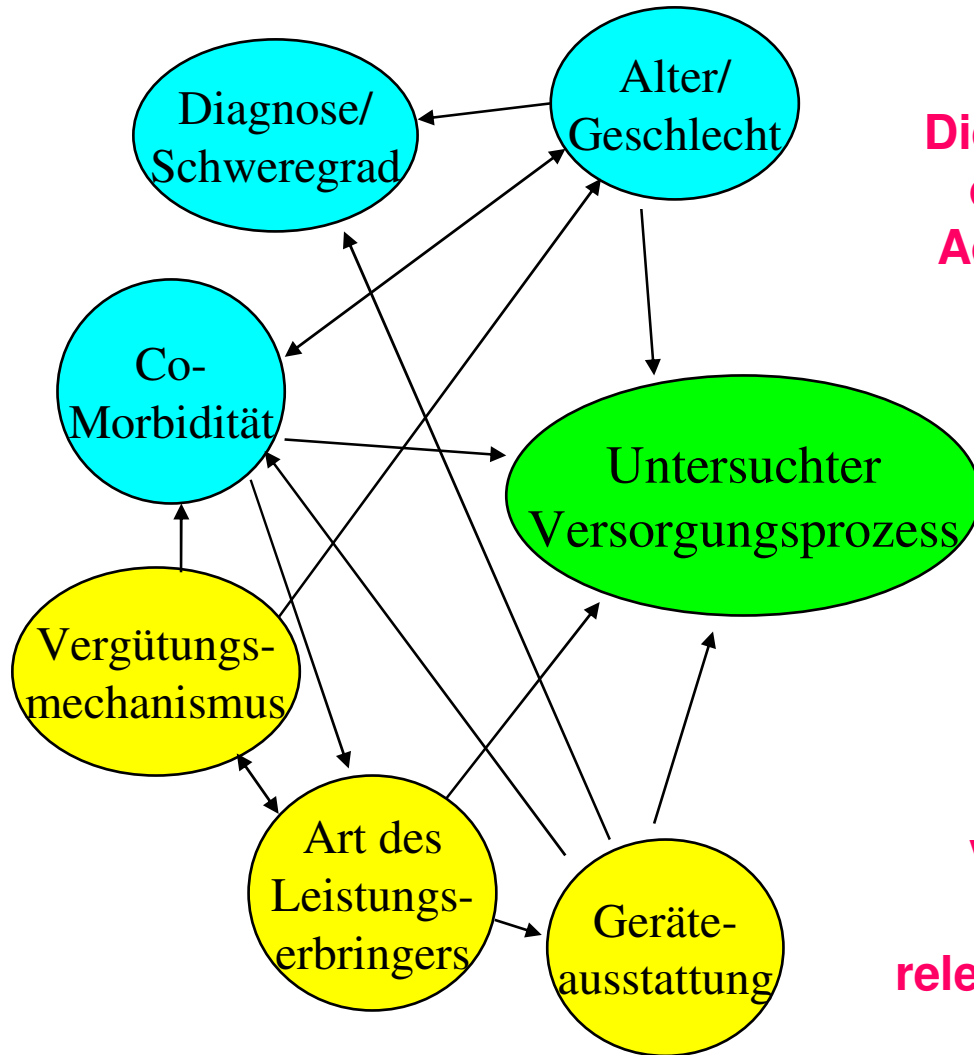 Alter/
Geschlecht
Diagnose/
Schweregrad
Co-
Morbidität
Untersuchter
Versorgungsprozess
Vergütungs-
mechanismus
Art des
Leistungs-
erbringers
Geräte-
ausstattung